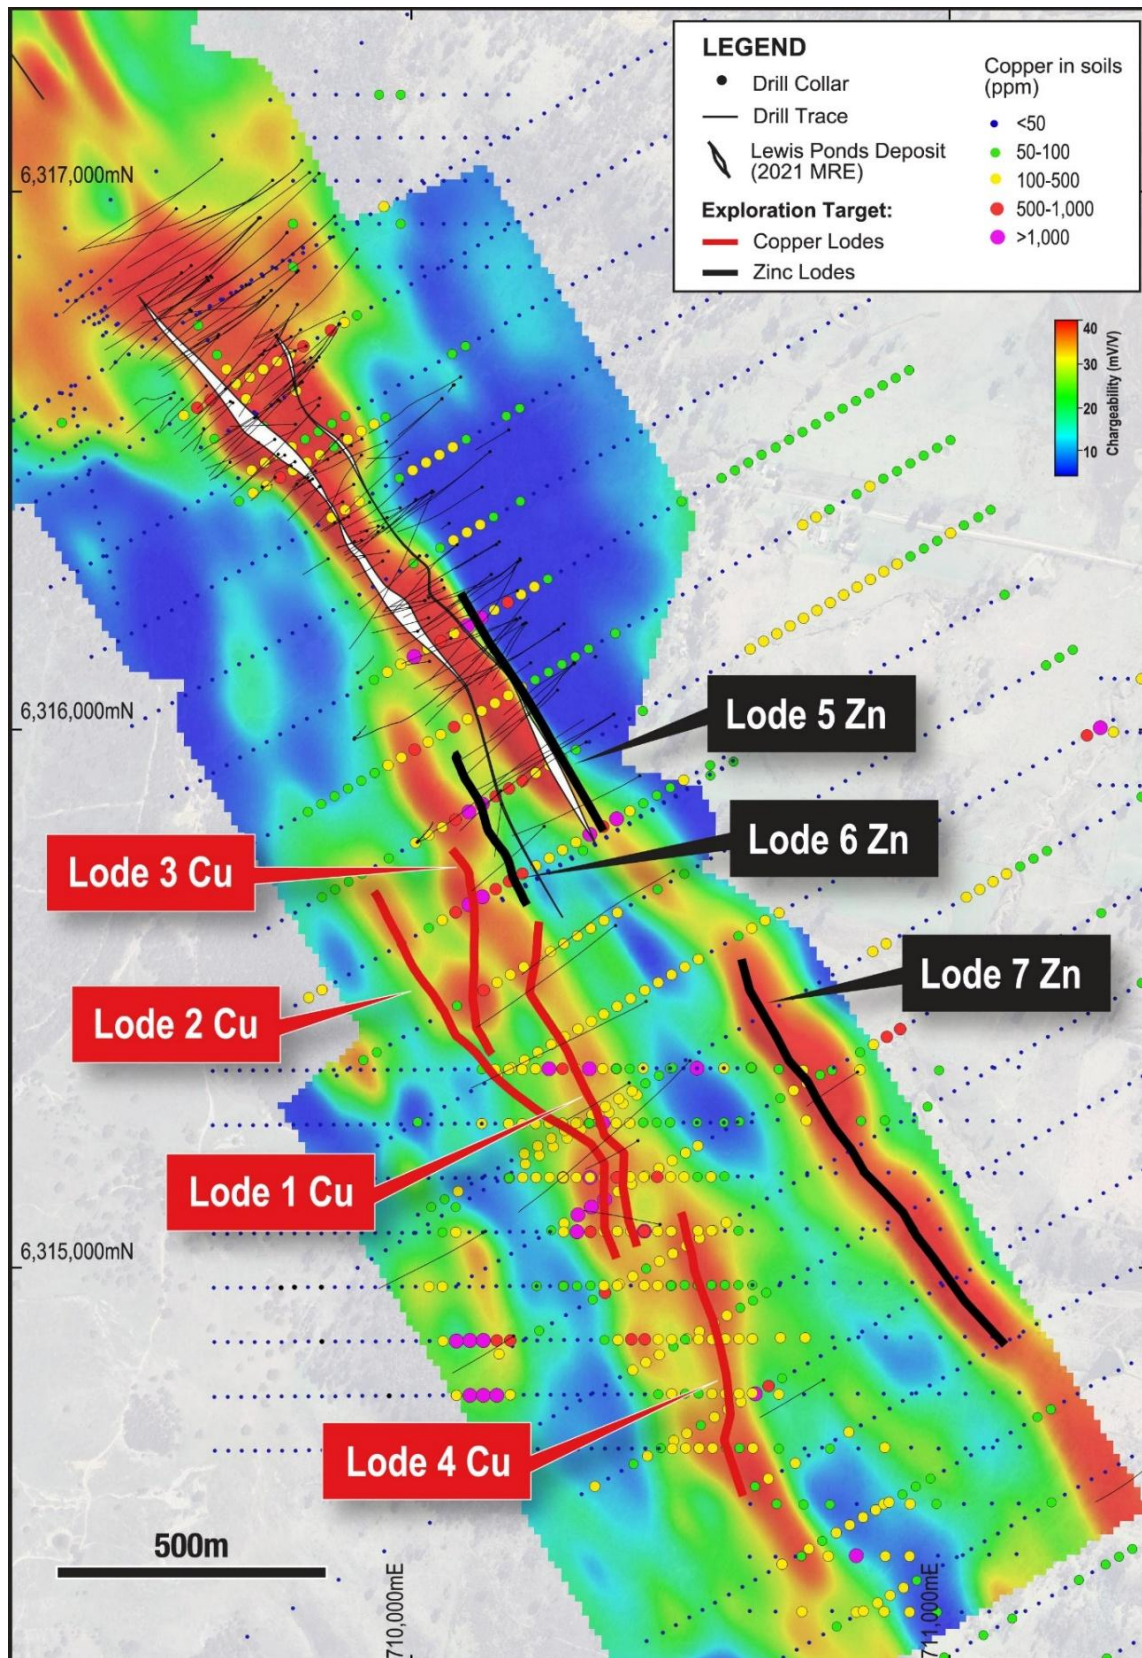 LEGEND
Drill Collar
Drill Trace
Lewis Ponds Deposit
(2021 MRE)
Exploration Target:
Copper Lodes
Zinc Lodes
Copper in soils
(ppm)
<50
50-100
100-500
500-1,000
>1,000
6,317,000mN
40
30
20
10
Chargeability (mV/V)
Lode 5 Zn
6,316,000mN
Lode 6 Zn
Lode 3 Cu
Lode 7 Zn
Lode 2 Cu
Lode 1 Cu
6,315,000mN
Lode 4 Cu
500m
710,000mE
711,000mE